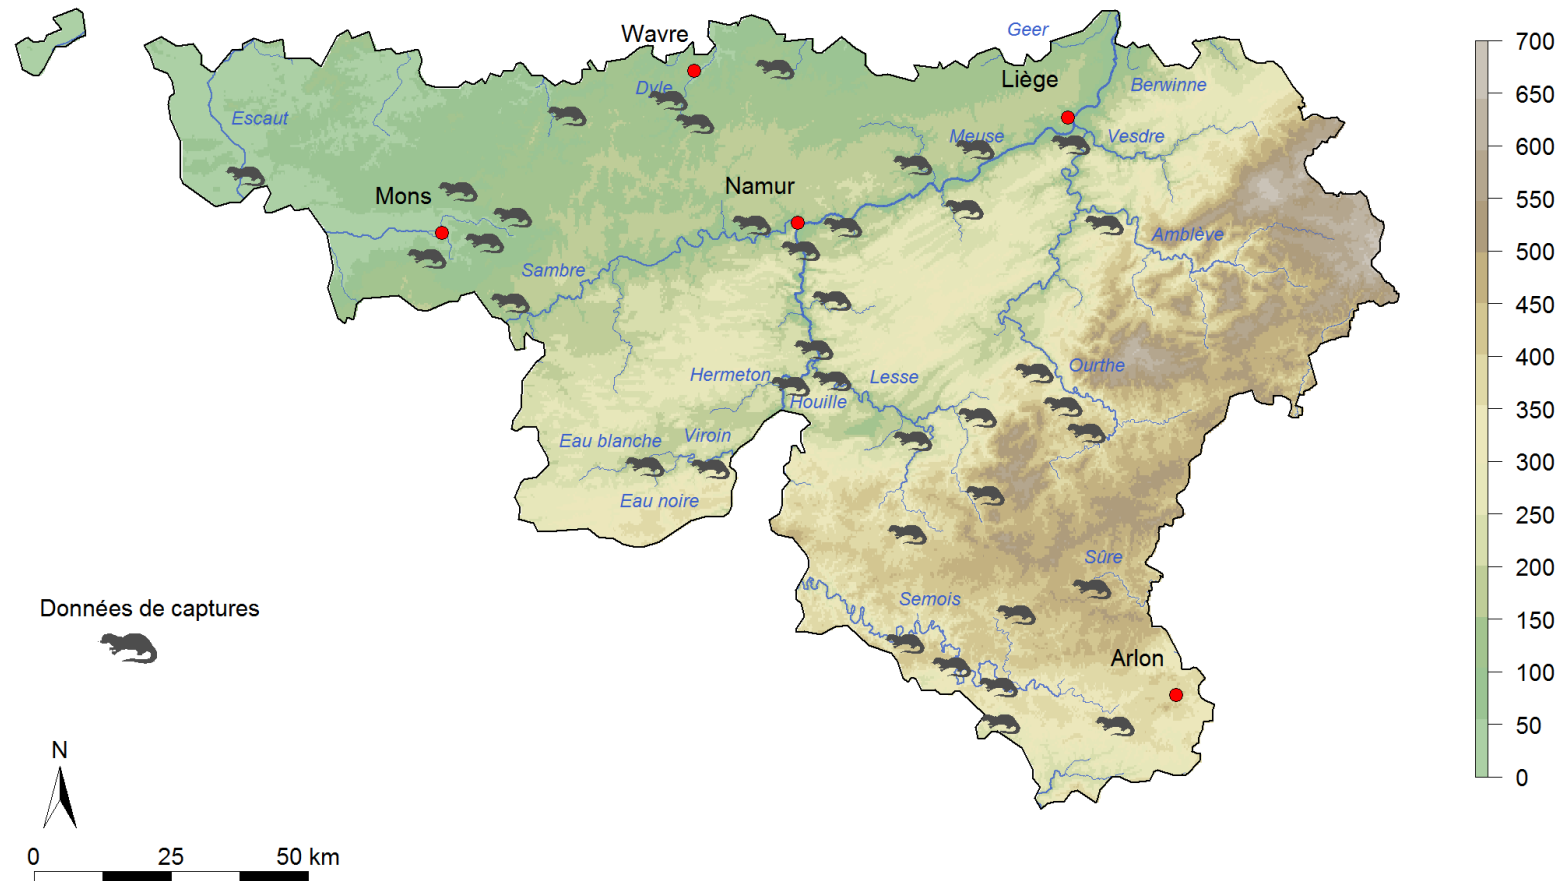 Geer
Wavre
Liège
Berwinne
Dyle
Escaut
Meuse
Vesdre
Mons
Namur
Amblève
Sambre
Ourthe
Hermeton
Lesse
Houille
Eau blanche
Viroin
Eau noire
Sûre
Semois
Arlon
Données de captures
N
0 25 50 km
700
650
600
550
500
450
400
350
300
250
200
150
100
50
0